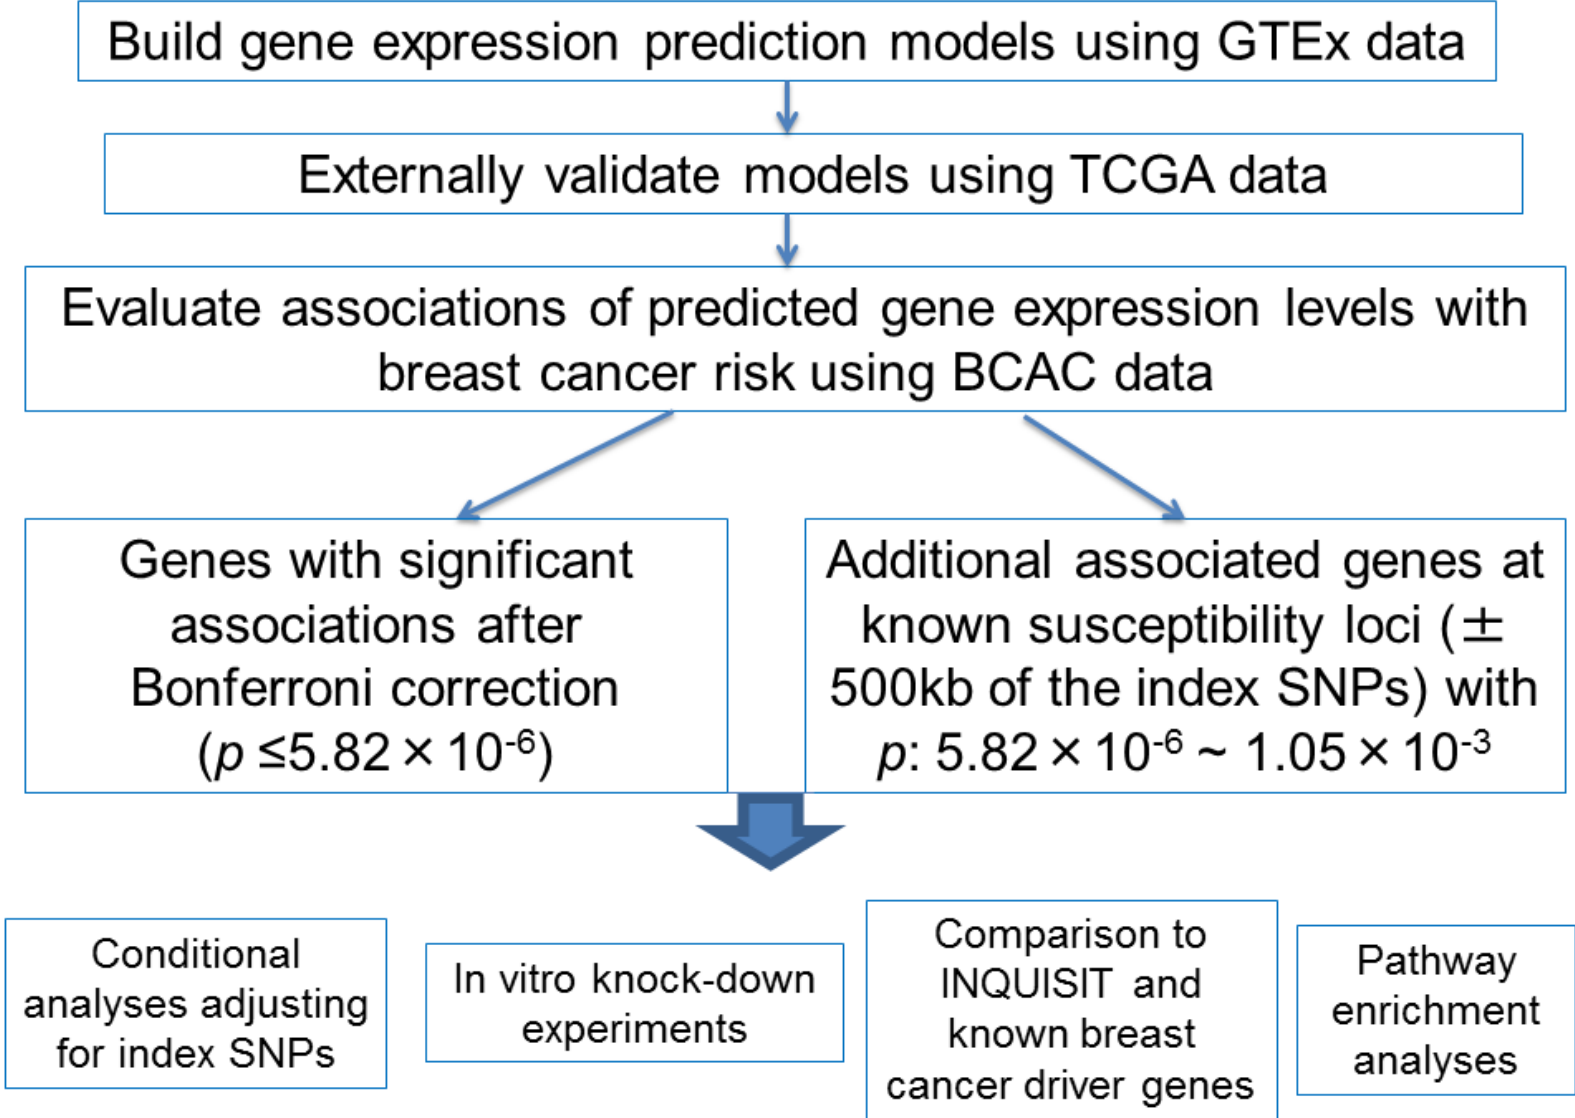 Build gene expression prediction models using GTEx data
Externally validate models using TCGA data
Evaluate associations of predicted gene expression levels with
breast cancer risk using BCAC data
Genes with significant
associations after
Bonferroni correction
(p ≤5.82×10⁻⁶)
Additional associated genes at
known susceptibility loci (±
500kb of the index SNPs) with
p: 5.82×10⁻⁶ ~ 1.05×10⁻³
Conditional
analyses adjusting
for index SNPs
In vitro knock-down
experiments
Comparison to
INQUISIT and
known breast
cancer driver genes
Pathway
enrichment
analyses